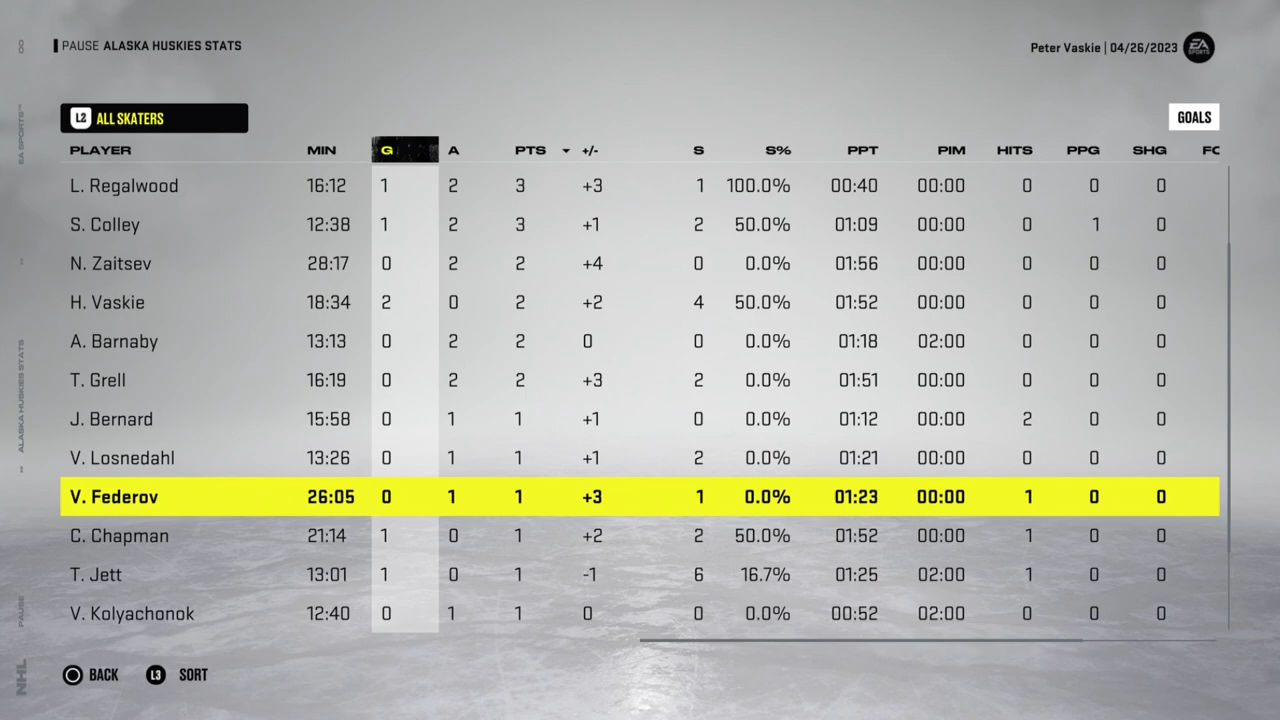 PAUSE ALASKA HUSKIES STATS
Peter Vaskie | 04/26/2023
EA SPORTS
L2 ALL SKATERS
GOALS
PLAYER MIN G A PTS +/- S S% PPT PIM HITS PPG SHG FO
L. Regalwood 16:12 1 2 3 +3 1 100.0% 00:40 00:00 0 0 0
S. Colley 12:38 1 2 3 +1 2 50.0% 01:09 00:00 0 1 0
N. Zaitsev 28:17 0 2 2 +4 0 0.0% 01:56 00:00 0 0 0
H. Vaskie 18:34 2 0 2 +2 4 50.0% 01:52 00:00 0 0 0
A. Barnaby 13:13 0 2 2 0 0 0.0% 01:18 02:00 0 0 0
T. Grell 16:19 0 2 2 +3 2 0.0% 01:51 00:00 0 0 0
J. Bernard 15:58 0 1 1 +1 0 0.0% 01:12 00:00 2 0 0
V. Losnedahl 13:26 0 1 1 +1 2 0.0% 01:21 00:00 0 0 0
V. Federov 26:05 0 1 1 +3 1 0.0% 01:23 00:00 1 0 0
C. Chapman 21:14 1 0 1 +2 2 50.0% 01:52 00:00 1 0 0
T. Jett 13:01 1 0 1 -1 6 16.7% 01:25 02:00 1 0 0
V. Kolyachonok 12:40 0 1 1 0 0 0.0% 00:52 02:00 0 0 0
BACK L3 SORT
NHL PAUSE ALASKA HUSKIES STATS EA SPORTS™